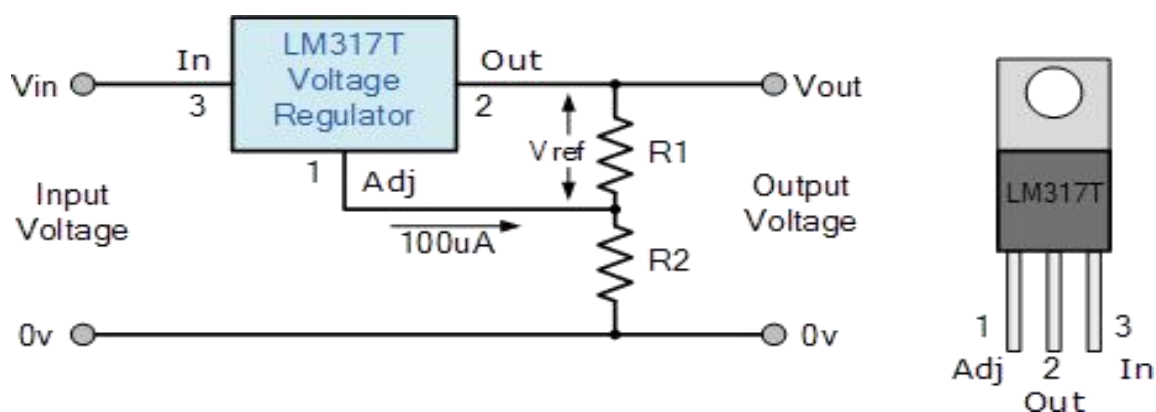 LM317T
Voltage
Regulator
In
3
Out
2
Vin
Vout
Vref
R1
1
Adj
Input
Voltage
100uA
Output
Voltage
R2
0v
0v
LM317T
1
Adj
2
Out
3
In